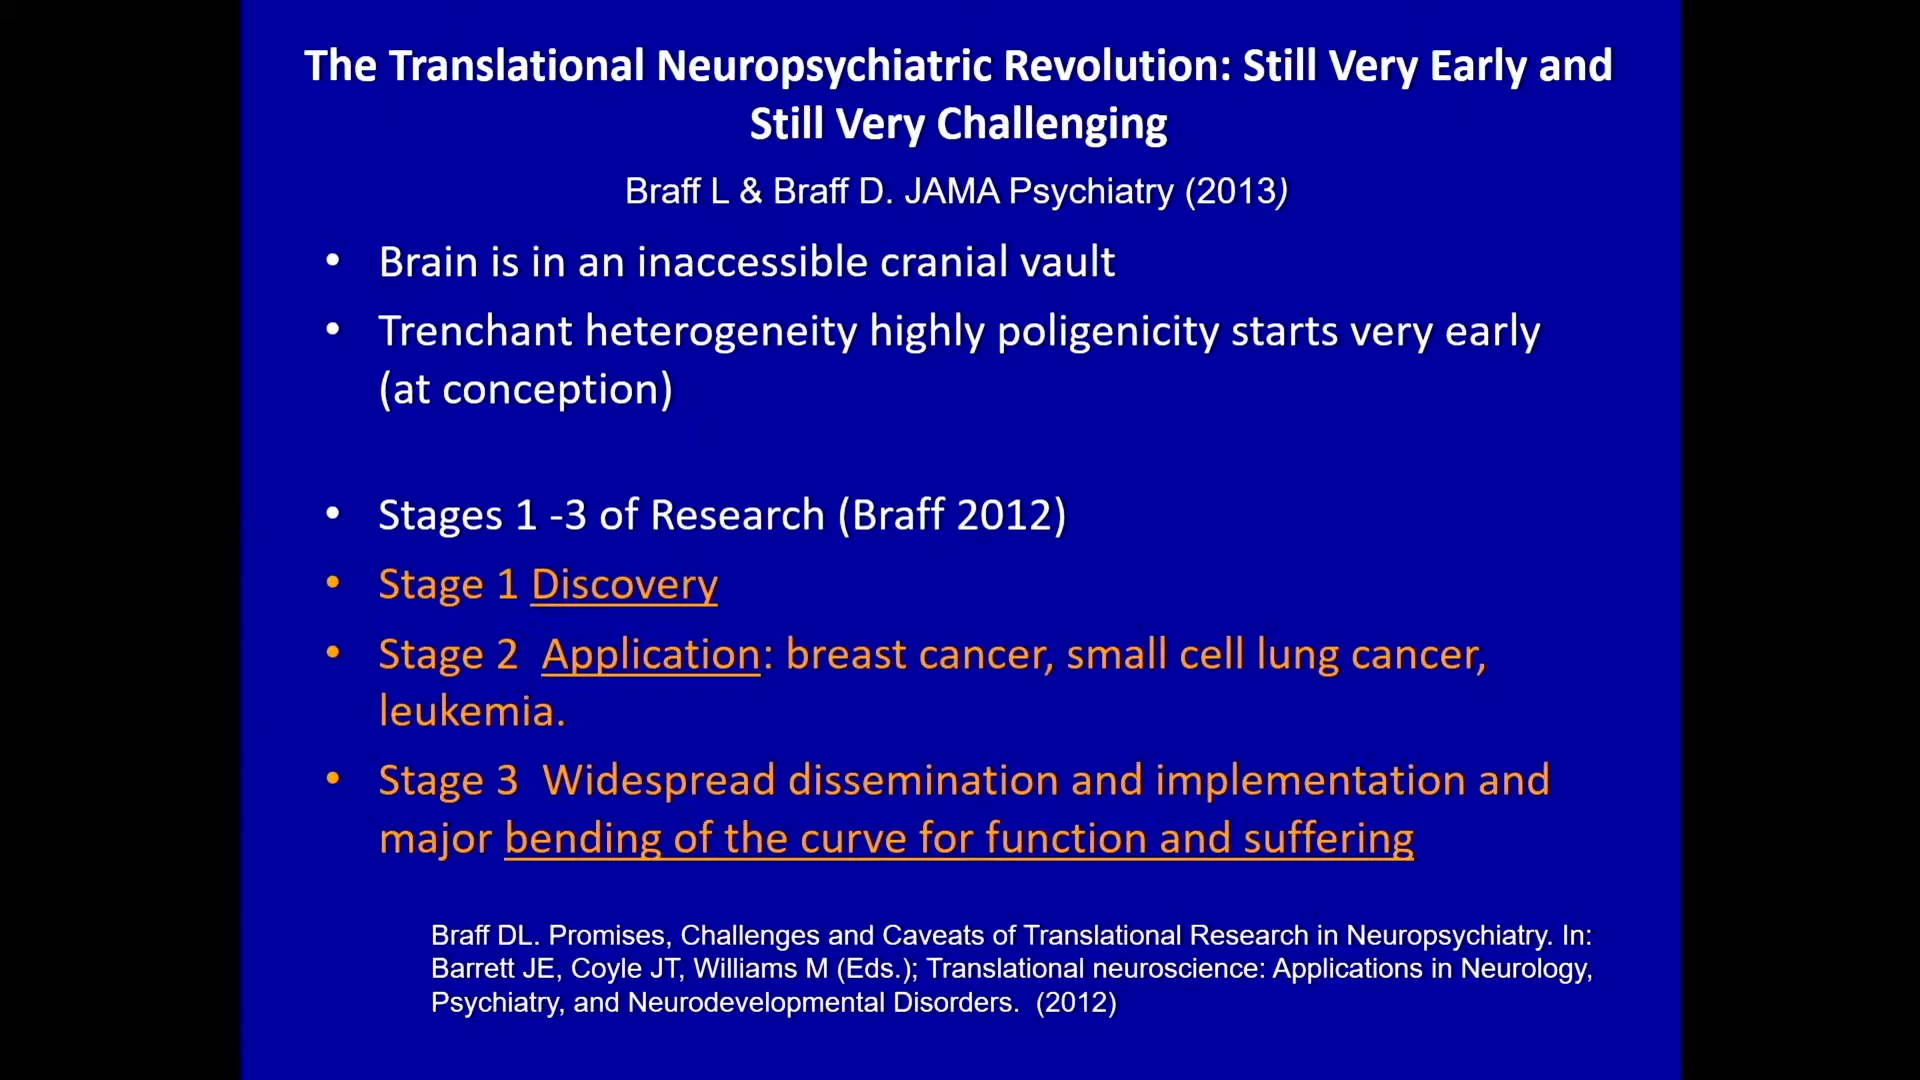 The Translational Neuropsychiatric Revolution: Still Very Early and
Still Very Challenging
Braff L & Braff D. JAMA Psychiatry (2013)
• Brain is in an inaccessible cranial vault
• Trenchant heterogeneity highly poligenicity starts very early
(at conception)
• Stages 1 -3 of Research (Braff 2012)
• Stage 1 Discovery
• Stage 2 Application: breast cancer, small cell lung cancer,
leukemia.
• Stage 3 Widespread dissemination and implementation and
major bending of the curve for function and suffering
Braff DL. Promises, Challenges and Caveats of Translational Research in Neuropsychiatry. In:
Barrett JE, Coyle JT, Williams M (Eds.); Translational neuroscience: Applications in Neurology,
Psychiatry, and Neurodevelopmental Disorders. (2012)